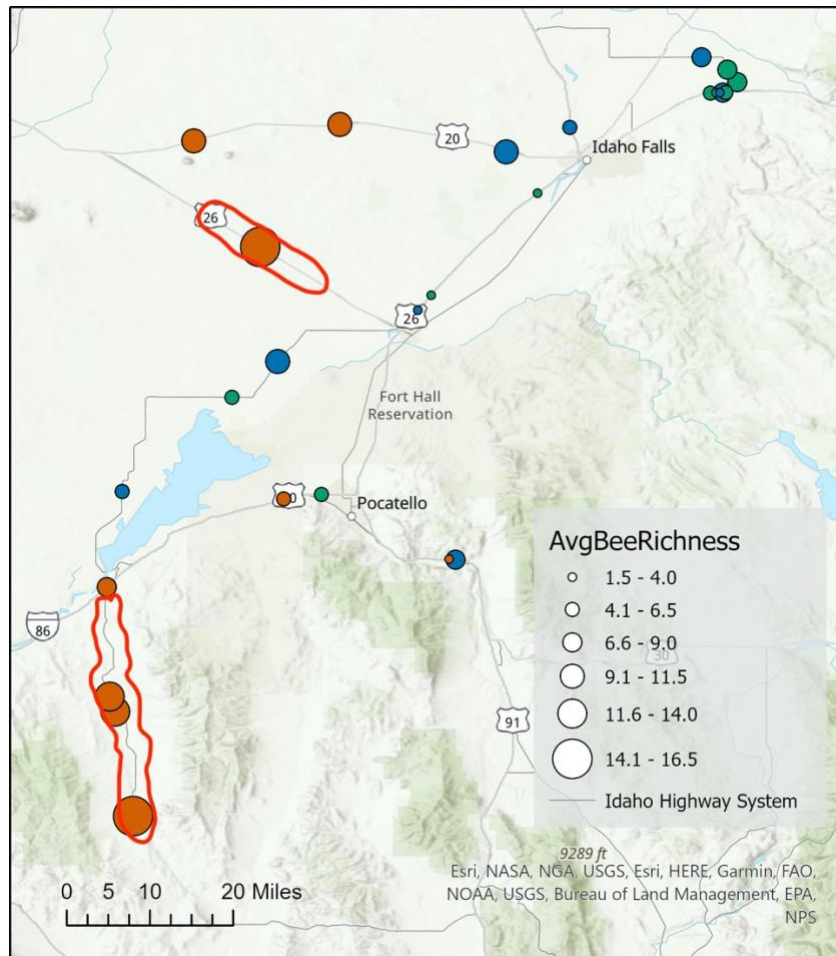 20
Idaho Falls
26
26
Fort Hall
Reservation
Pocatello
86
91
30
AvgBeeRichness
1.5 - 4.0
4.1 - 6.5
6.6 - 9.0
9.1 - 11.5
11.6 - 14.0
14.1 - 16.5
Idaho Highway System
9289 ft
Esri, NASA, NGA, USGS, Esri, HERE, Garmin, FAO,
NOAA, USGS, Bureau of Land Management, EPA,
NPS
0 5 10 20 Miles